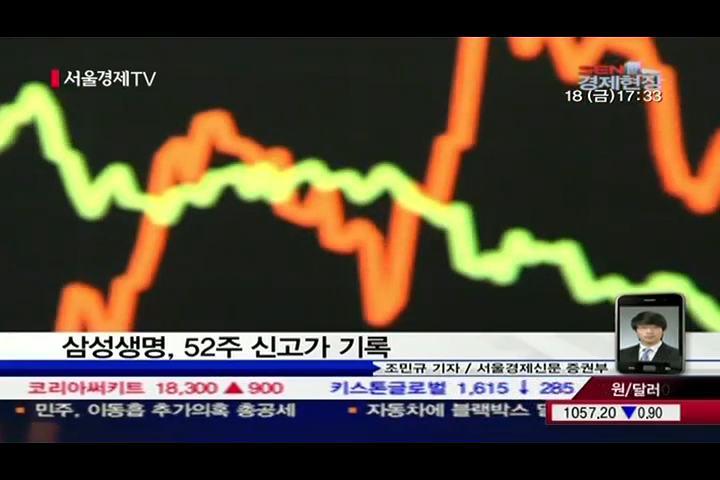 서울경제TV
SEN
경제현장
18 (금)17:33
삼성생명, 52주 신고가 기록
조민규 기자 / 서울경제신문 증권부
코리아써키트 18,300 ▲ 900 키스톤글로벌 1,615 ↓ 285
원/달러
1057.20 ▼0.90
민주, 이동흡 추가의혹 총공세 자동차에 블랙박스